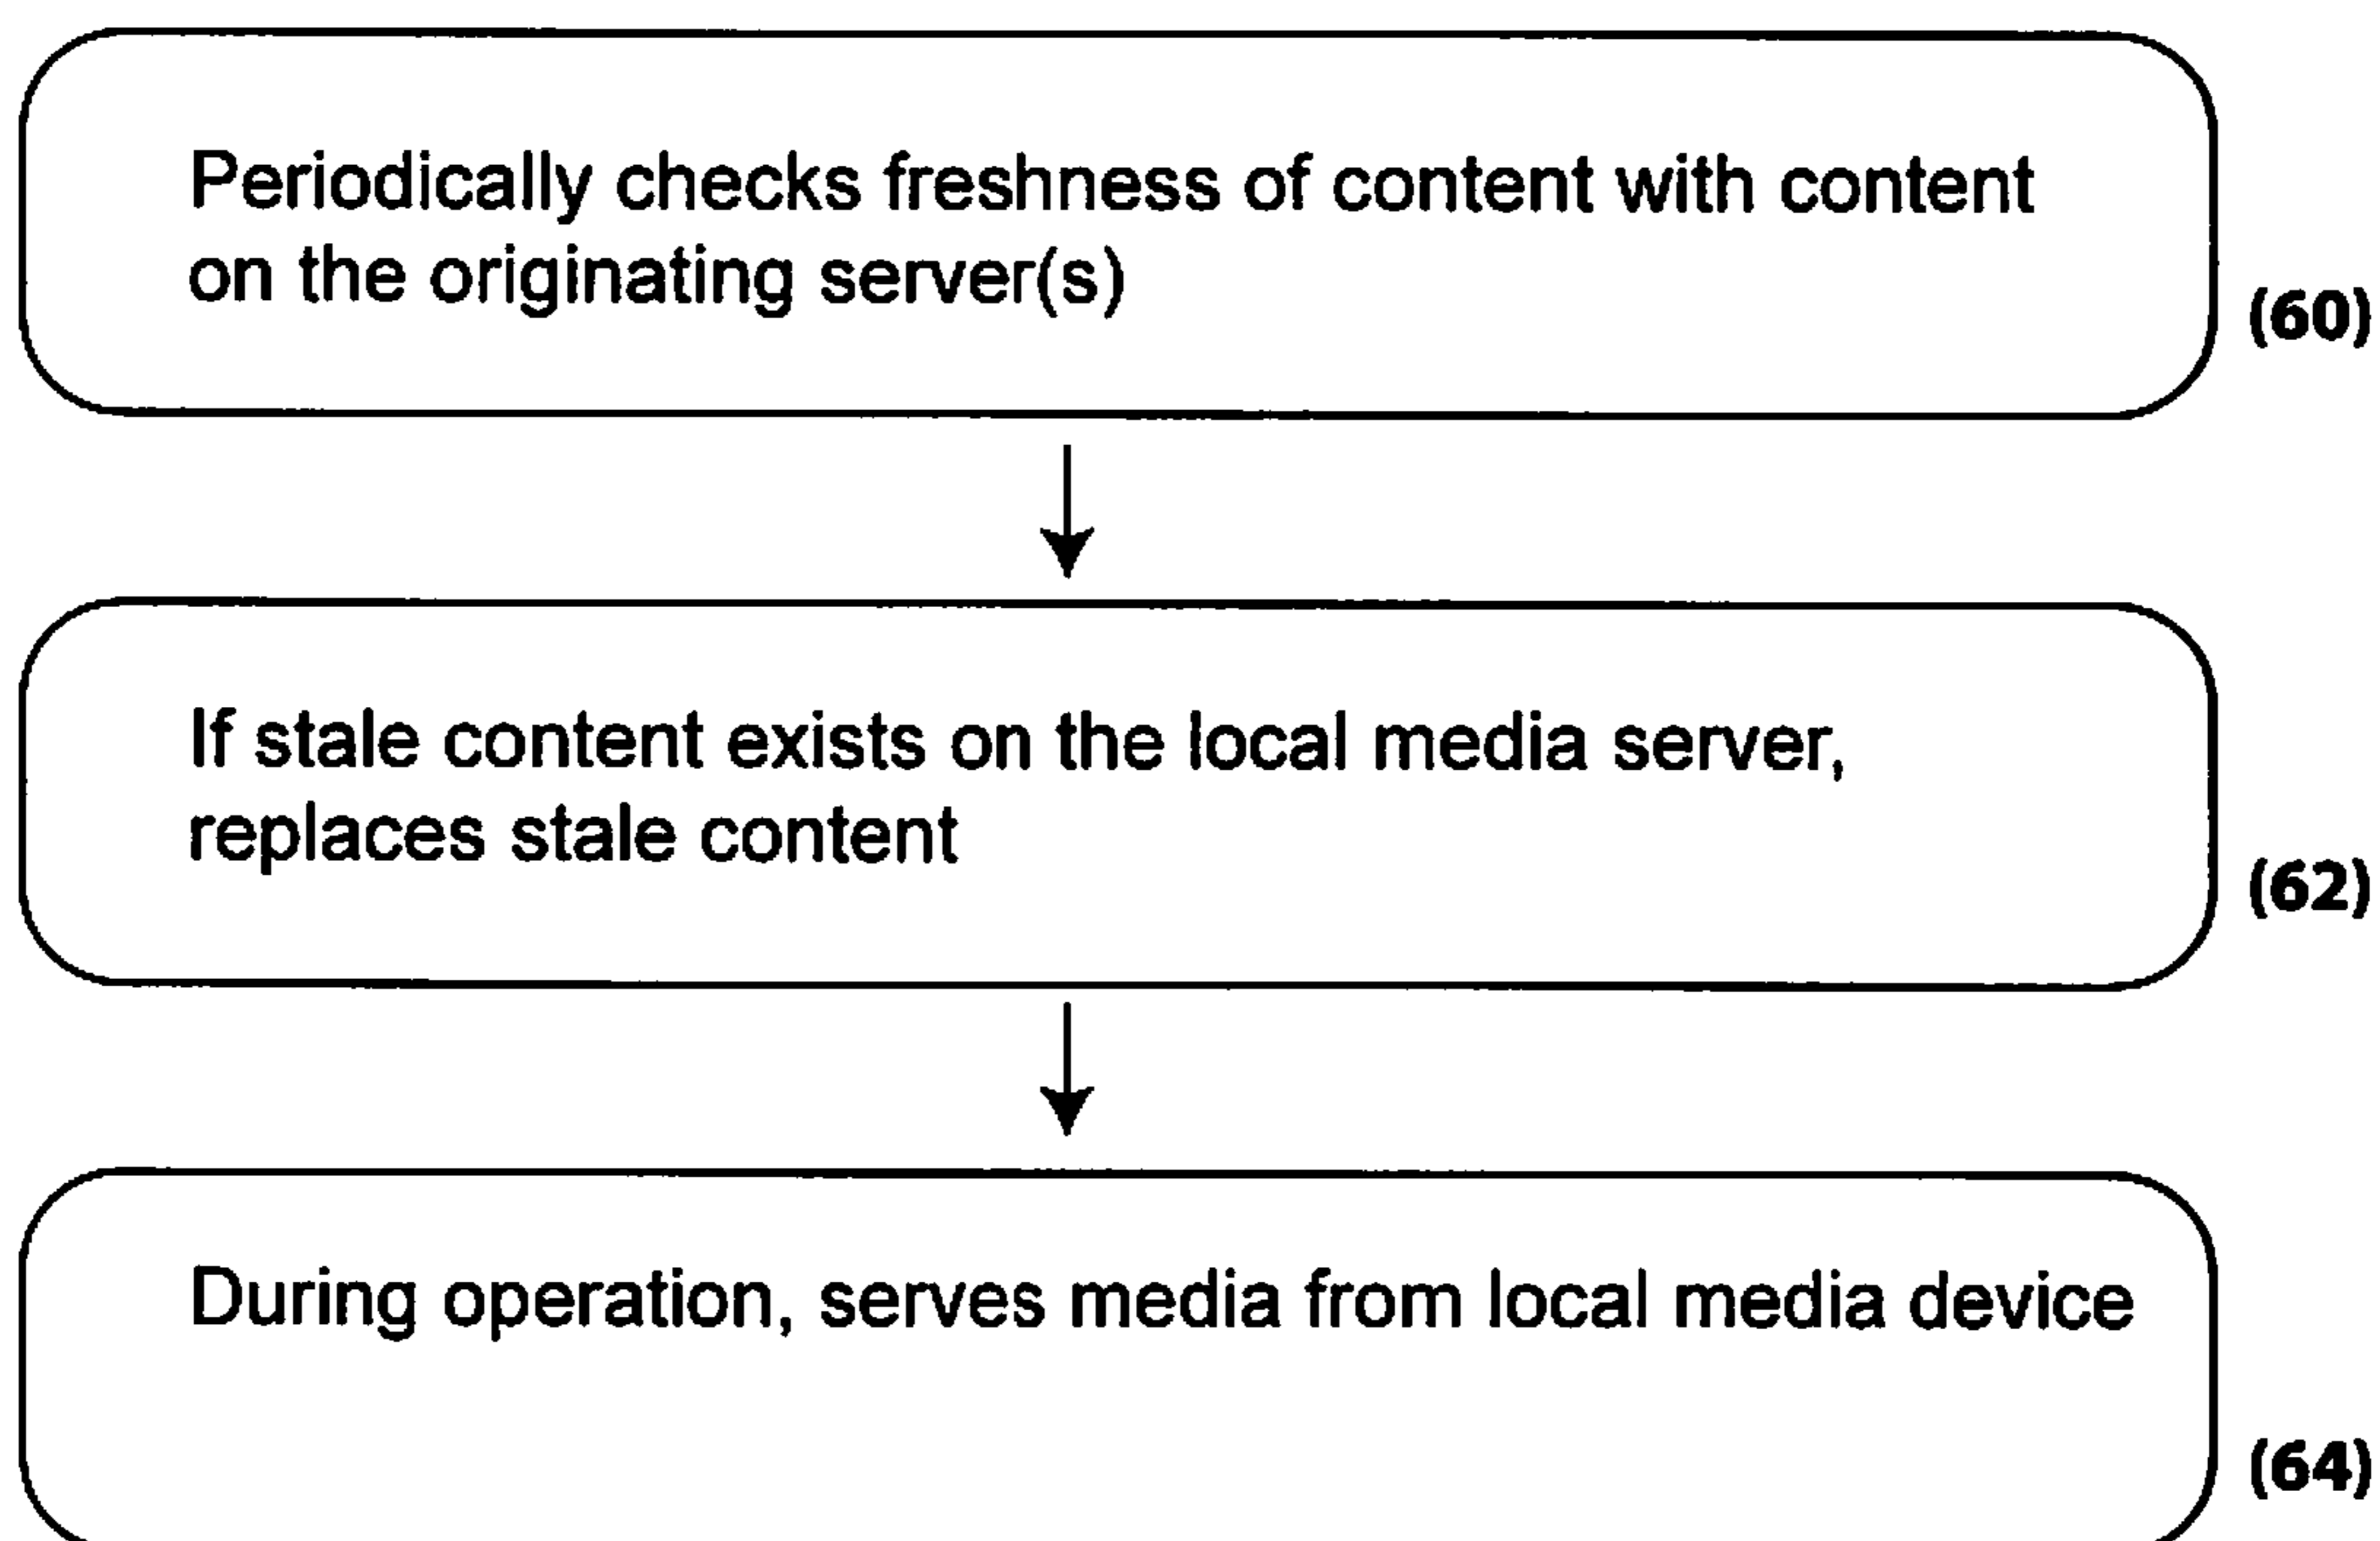 Periodically checks freshness of content with content
on the originating server(s)
(60)
If stale content exists on the local media server,
replaces stale content
(62)
During operation, serves media from local media device
(64)